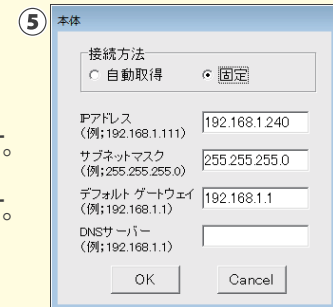 ⑤
本体
接続方法
自動取得 固定
IPアドレス
(例;192.168.1.111)
192.168.1.240
サブネットマスク
(例;255.255.255.0)
255.255.255.0
デフォルト ゲートウェイ
(例;192.168.1.1)
192.168.1.1
DNSサーバー
(例;192.168.1.1)
OK Cancel
。
。